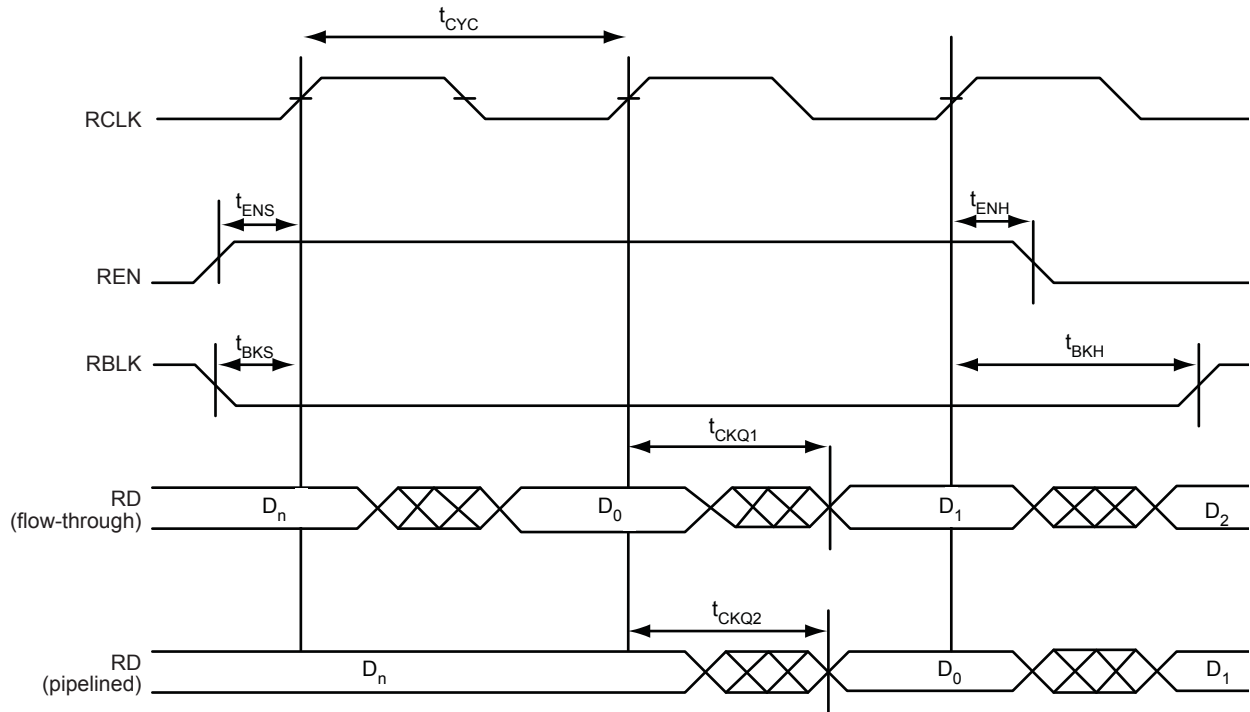 tCYC
RCLK
tENS
tENH
REN
tBKS
tBKH
RBLK
tCKQ1
RD
(flow-through)
Dn
D0
D1
D2
tCKQ2
RD
(pipelined)
Dn
D0
D1